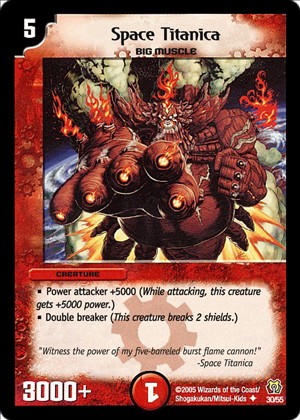 5
Space Titanica
BIG MUSCLE
CREATURE
▪ Power attacker +5000 (While attacking, this creature
gets +5000 power.)
▪ Double breaker (This creature breaks 2 shields.)
"Witness the power of my five-barreled burst flame cannon!"
-Space Titanica
3000+
1
©2005 Wizards of the Coast/
Shogakukan/Mitsui-Kids ✦ 30/55